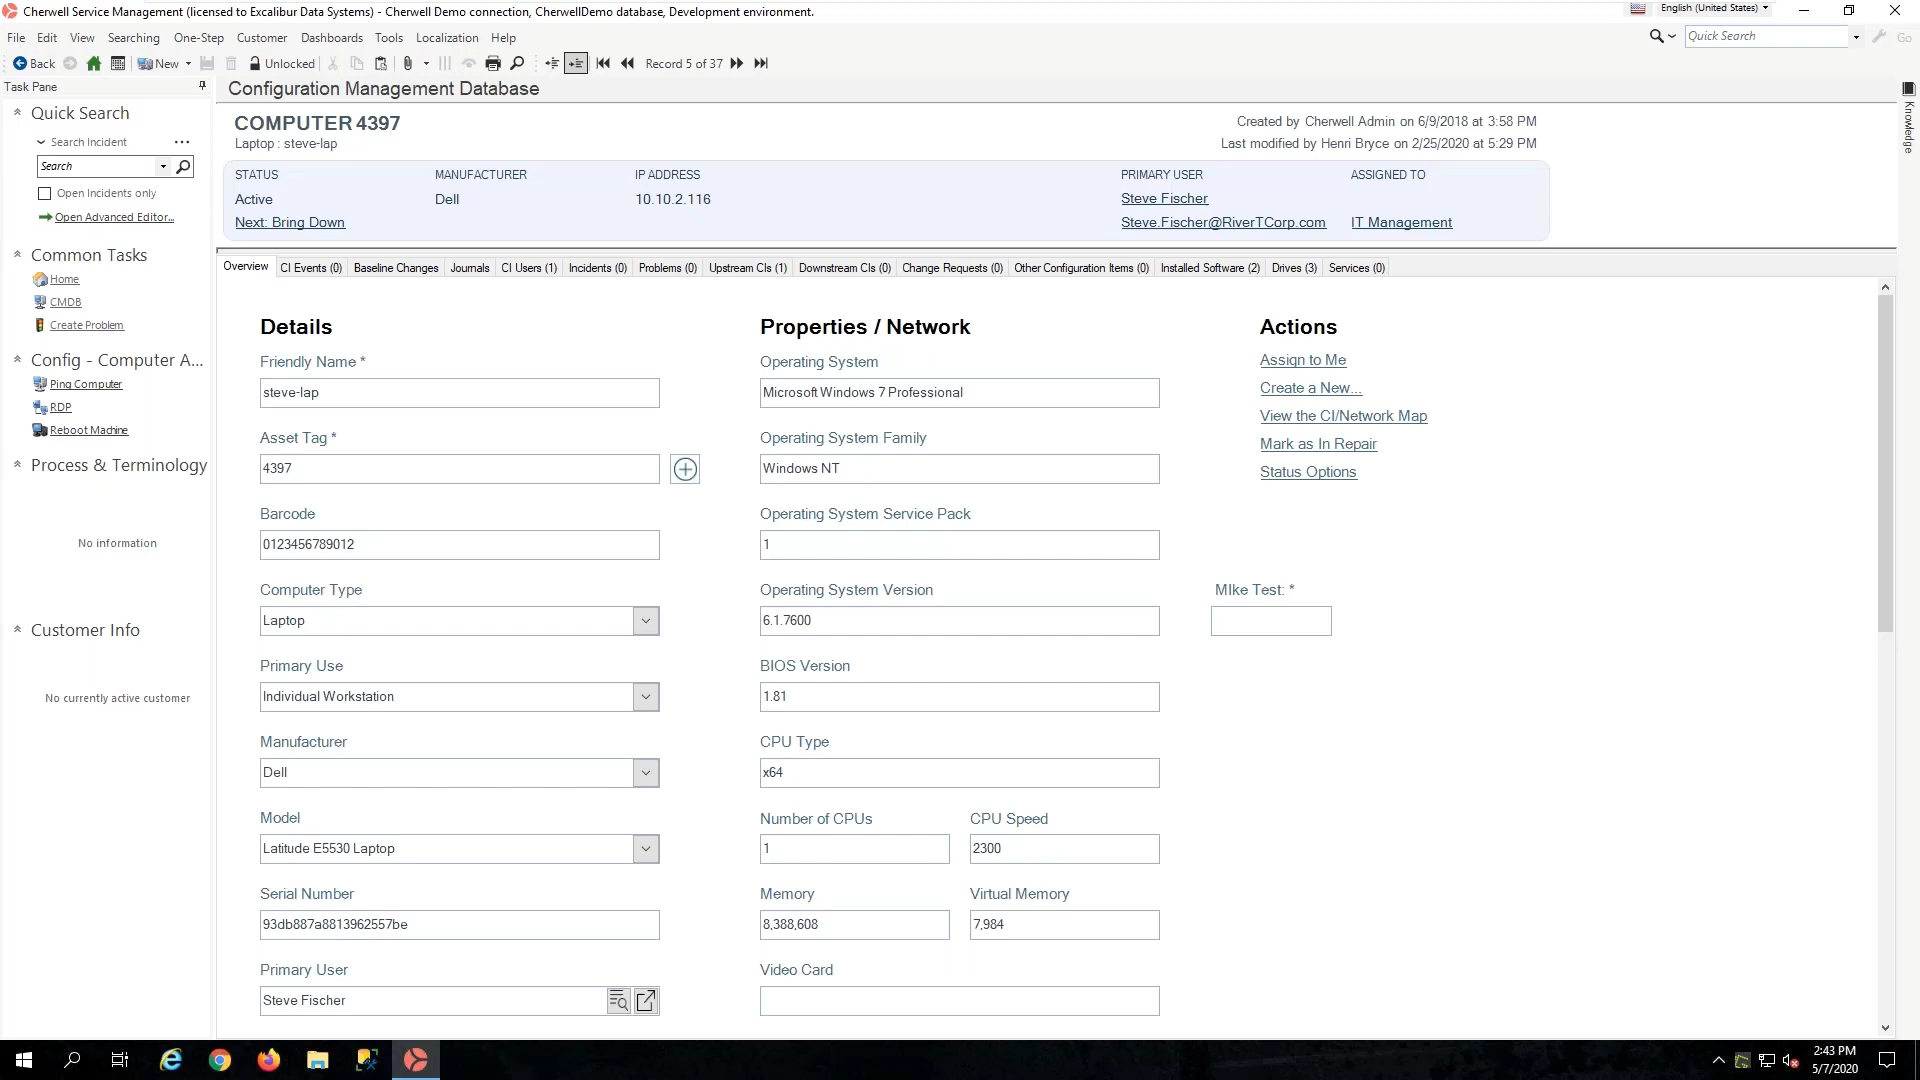 Cherwell Service Management (licensed to Excalibur Data Systems) - Cherwell Demo connection, CherwellDemo database, Development environment.
English (United States)
File Edit View Searching One-Step Customer Dashboards Tools Localization Help
Quick Search
Go
Back
New
Unlocked
Record 5 of 37
Task Pane
Configuration Management Database
Knowledge
Quick Search
Search Incident
Search
Open Incidents only
Open Advanced Editor...
Common Tasks
Home
CMDB
Create Problem
Config - Computer A...
Ping Computer
RDP
Reboot Machine
Process & Terminology
No information
Customer Info
No currently active customer
COMPUTER 4397
Laptop : steve-lap
Created by Cherwell Admin on 6/9/2018 at 3:58 PM
Last modified by Henri Bryce on 2/25/2020 at 5:29 PM
STATUS MANUFACTURER IP ADDRESS PRIMARY USER ASSIGNED TO
Active Dell 10.10.2.116 Steve Fischer
Next: Bring Down Steve.Fischer@RiverTCorp.com IT Management
Overview CI Events (0) Baseline Changes Journals CI Users (1) Incidents (0) Problems (0) Upstream CIs (1) Downstream CIs (0) Change Requests (0) Other Configuration Items (0) Installed Software (2) Drives (3) Services (0)
Details
Friendly Name *
steve-lap
Asset Tag *
4397
Barcode
0123456789012
Computer Type
Laptop
Primary Use
Individual Workstation
Manufacturer
Dell
Model
Latitude E5530 Laptop
Serial Number
93db887a8813962557be
Primary User
Steve Fischer
Properties / Network
Operating System
Microsoft Windows 7 Professional
Operating System Family
Windows NT
Operating System Service Pack
1
Operating System Version
6.1.7600
BIOS Version
1.81
CPU Type
x64
Number of CPUs CPU Speed
1 2300
Memory Virtual Memory
8,388,608 7,984
Video Card
Actions
Assign to Me
Create a New...
View the CI/Network Map
Mark as In Repair
Status Options
MIke Test: *
2:43 PM
5/7/2020